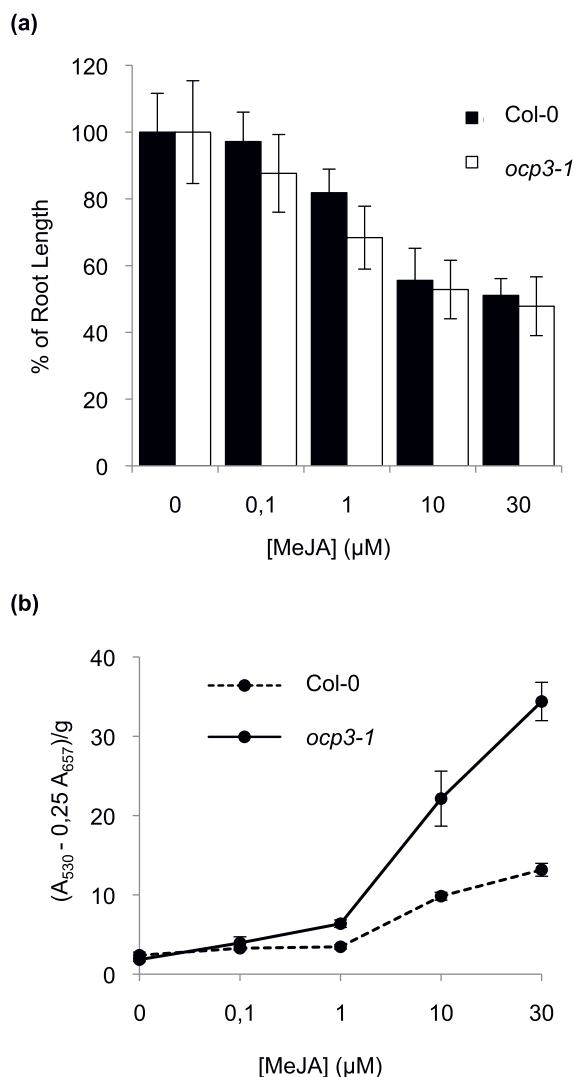 (a)
120
100
80
60
40
20
0
% of Root Length
Col-0
ocp3-1
0 0,1 1 10 30
[MeJA] (µM)
(b)
40
30
20
10
0
(A530 - 0,25 A657)/g
Col-0
ocp3-1
0 0,1 1 10 30
[MeJA] (µM)